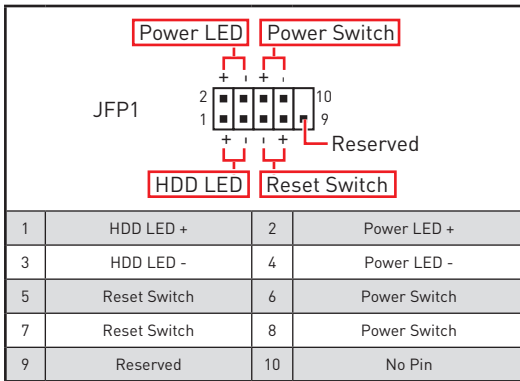 Power LED Power Switch
+ - + -
JFP1
2 10
1 9
+ - - +
Reserved
HDD LED Reset Switch
1 HDD LED + 2 Power LED +
3 HDD LED - 4 Power LED -
5 Reset Switch 6 Power Switch
7 Reset Switch 8 Power Switch
9 Reserved 10 No Pin